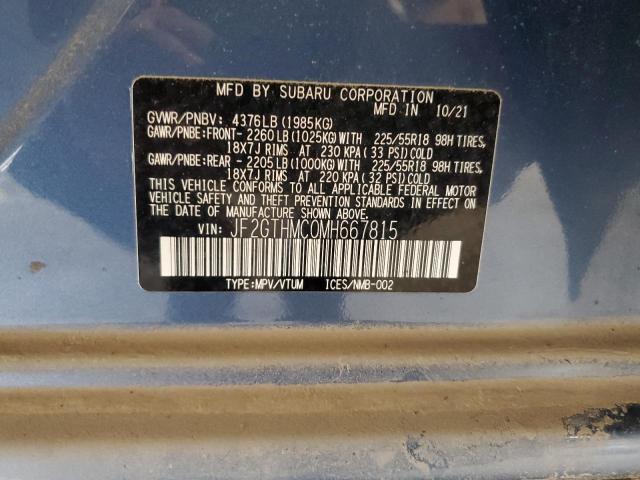 MFD BY SUBARU CORPORATION
MFD IN 10/21
GVWR/PNBV: 4376LB(1985KG)
GAWR/PNBE:FRONT- 2260LB(1025KG)WITH 225/55R18 98H TIRES,
18X7J RIMS AT 230 KPA(33 PSI)COLD
GAWR/PNBE:REAR - 2205LB(1000KG)WITH 225/55R18 98H TIRES,
18X7J RIMS AT 220 KPA(32 PSI)COLD
THIS VEHICLE CONFORMS TO ALL APPLICABLE FEDERAL MOTOR
VEHICLE SAFETY AND THEFT PREVENTION STANDARDS IN EFFECT
ON THE DATE OF MANUFACTURE SHOWN ABOVE.
VIN: JF2GTHMC0MH667815
TYPE:MPV/VTUM ICES/NMB-002